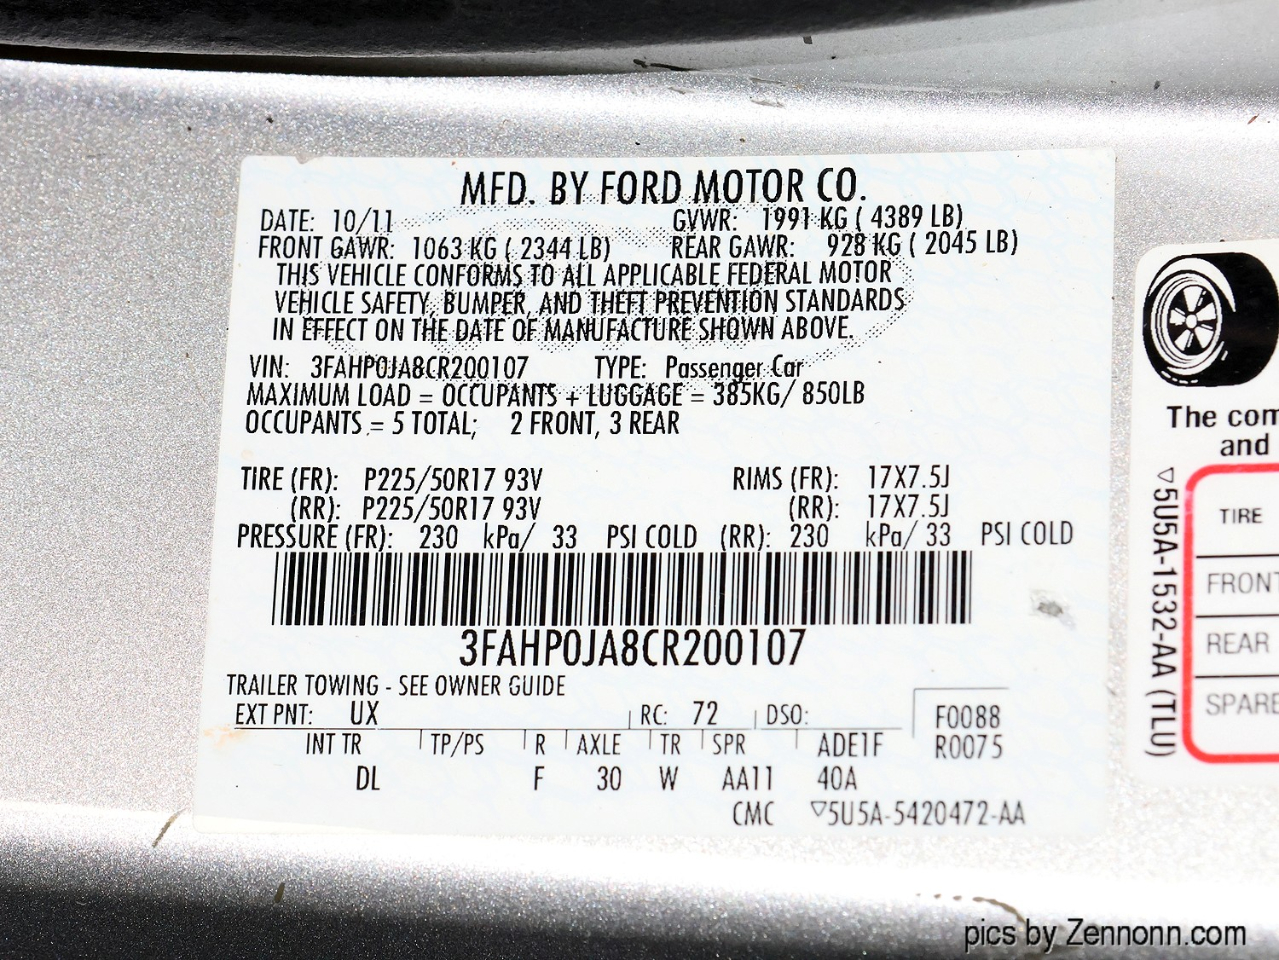 MFD. BY FORD MOTOR CO.
DATE: 10/11 GVWR: 1991 KG ( 4389 LB)
FRONT GAWR: 1063 KG ( 2344 LB) REAR GAWR: 928 KG ( 2045 LB)
THIS VEHICLE CONFORMS TO ALL APPLICABLE FEDERAL MOTOR
VEHICLE SAFETY, BUMPER, AND THEFT PREVENTION STANDARDS
IN EFFECT ON THE DATE OF MANUFACTURE SHOWN ABOVE.
VIN: 3FAHP0JA8CR200107 TYPE: Passenger Car
MAXIMUM LOAD = OCCUPANTS + LUGGAGE = 385KG/ 850LB
OCCUPANTS = 5 TOTAL; 2 FRONT, 3 REAR
TIRE (FR): P225/50R17 93V RIMS (FR): 17X7.5J
(RR): P225/50R17 93V (RR): 17X7.5J
PRESSURE (FR): 230 kPa/ 33 PSI COLD (RR): 230 kPa/ 33 PSI COLD
3FAHP0JA8CR200107
TRAILER TOWING - SEE OWNER GUIDE
EXT PNT: UX RC: 72 DSO: F0088
INT TR TP/PS R AXLE TR SPR ADE1F R0075
DL F 30 W AA11 40A
CMC ▽5U5A-5420472-AA
The com
and
▽5U5A-1532-AA (TLU)
TIRE
FRONT
REAR
SPARE
pics by Zennonn.com